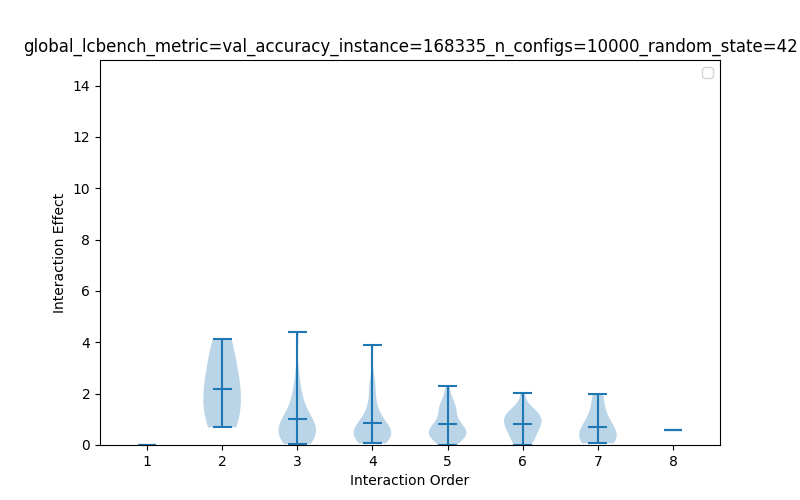 global_lcbench_metric=val_accuracy_instance=168335_n_configs=10000_random_state=42
14
12
10
8
6
4
2
0
Interaction Effect
1 2 3 4 5 6 7 8
Interaction Order